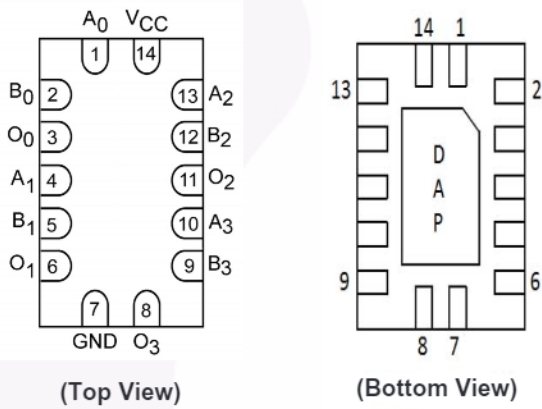 A0 VCC
1 14
B0 2 13 A2
O0 3 12 B2
A1 4 11 O2
B1 5 10 A3
O1 6 9 B3
7 8
GND O3
(Top View)
14 1
13 2
D
A
P
9 6
8 7
(Bottom View)